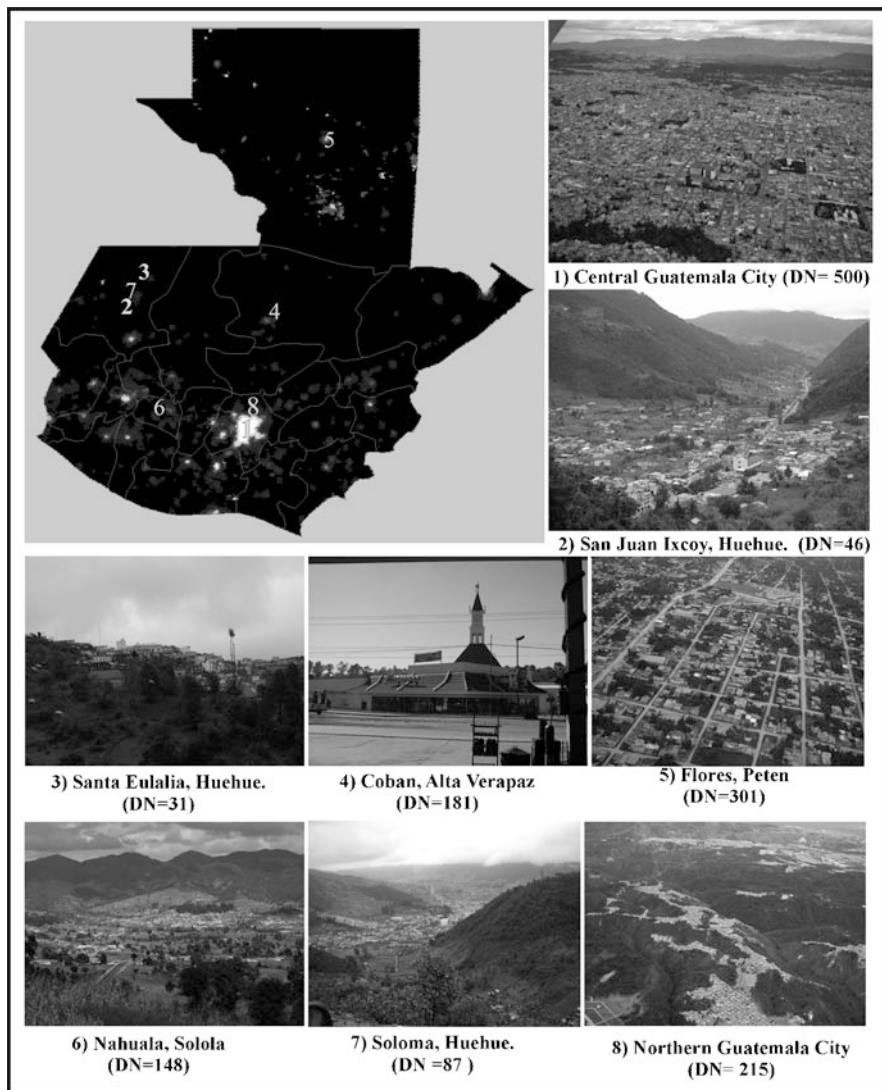 5
3
7
2
4
6
8
1
1) Central Guatemala City (DN= 500)
2) San Juan Ixcoy, Huehue.  (DN=46)
3) Santa Eulalia, Huehue.
(DN=31)
4) Coban, Alta Verapaz
(DN=181)
5) Flores, Peten
(DN=301)
6) Nahuala, Solola
(DN=148)
7) Soloma, Huehue.
(DN =87 )
8) Northern Guatemala City
(DN= 215)